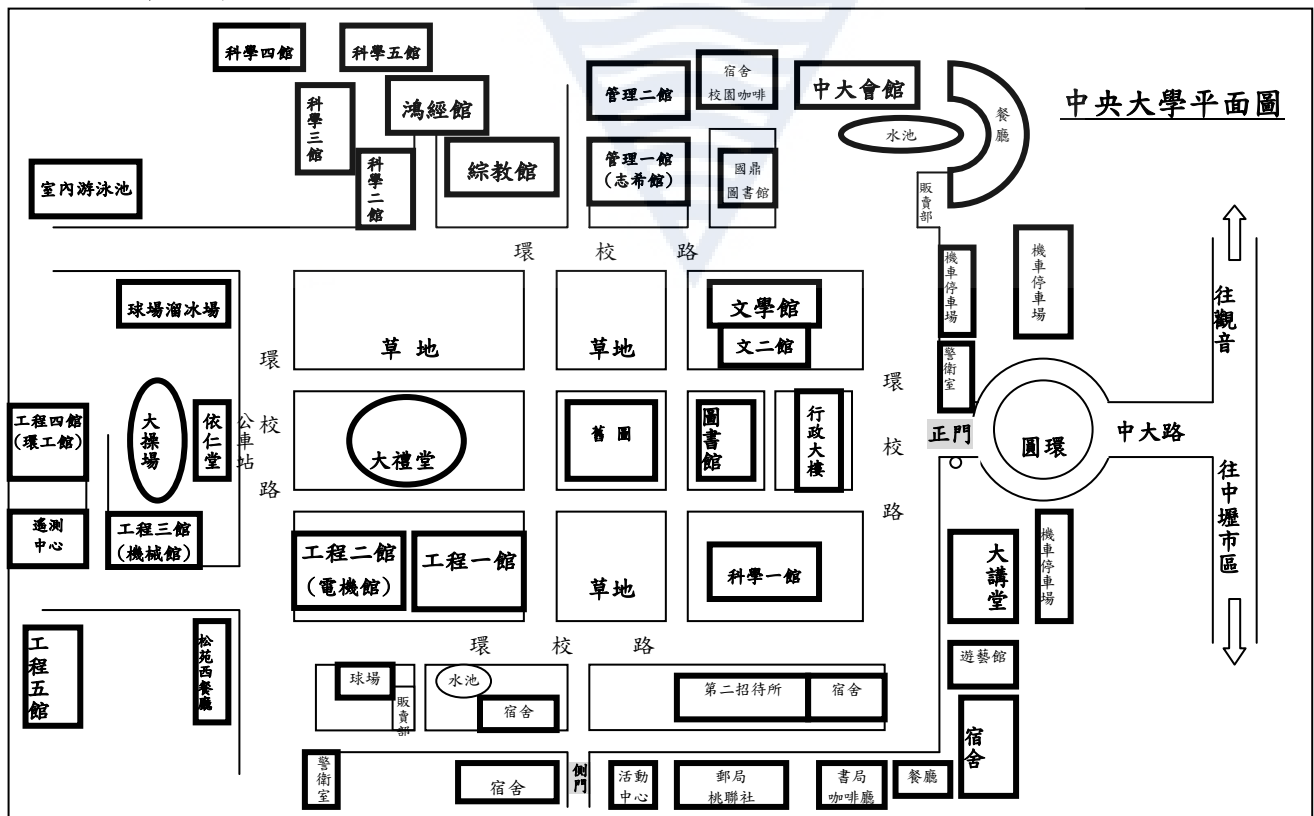 中央大學平面圖
科學四館
科學五館
科學三館
鴻經館
科學二館
綜教館
管理二館
管理一館
(志希館)
宿舍
校園咖啡
國鼎
圖書館
中大會館
水池
餐廳
販賣部
室內游泳池
環校路
球場溜冰場
草地
草地
文學館
文二館
機車停車場
機車停車場
警衛室
往觀音
環校路
環校路
工程四館
(環工館)
大操場
依仁堂
公車站
大禮堂
舊圖
圖書館
行政大樓
正門
圓環
中大路
往中壢市區
遙測
中心
工程三館
(機械館)
工程二館
(電機館)
工程一館
草地
科學一館
大講堂
機車停車場
環校路
工程五館
松苑西餐廳
球場
販賣部
水池
宿舍
第二招待所
宿舍
遊藝館
宿舍
警衛室
宿舍
側門
活動
中心
郵局
桃聯社
書局
咖啡廳
餐廳